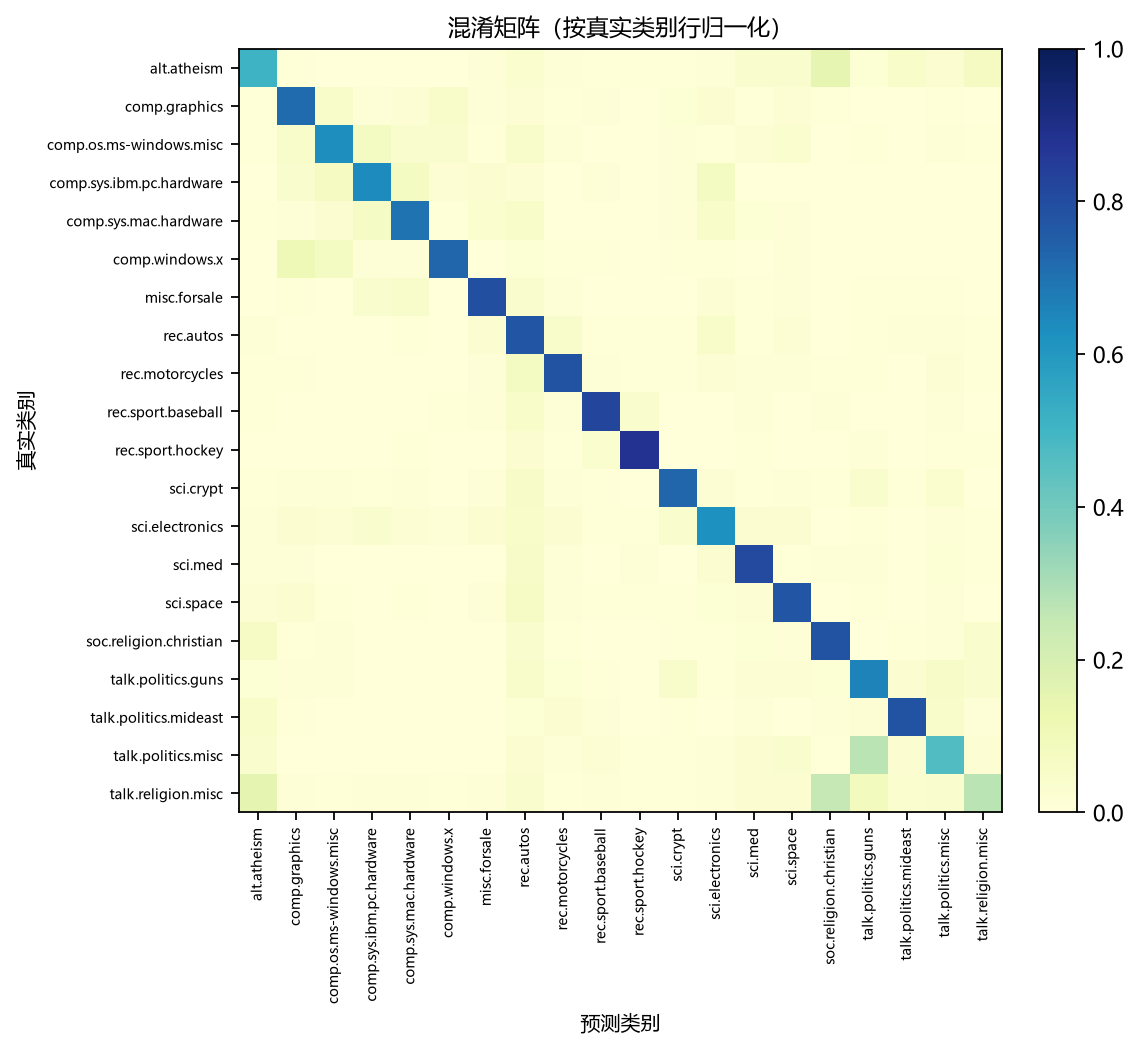 混淆矩阵（按真实类别行归一化）
真实类别
alt.atheism
comp.graphics
comp.os.ms-windows.misc
comp.sys.ibm.pc.hardware
comp.sys.mac.hardware
comp.windows.x
misc.forsale
rec.autos
rec.motorcycles
rec.sport.baseball
rec.sport.hockey
sci.crypt
sci.electronics
sci.med
sci.space
soc.religion.christian
talk.politics.guns
talk.politics.mideast
talk.politics.misc
talk.religion.misc
alt.atheism
comp.graphics
comp.os.ms-windows.misc
comp.sys.ibm.pc.hardware
comp.sys.mac.hardware
comp.windows.x
misc.forsale
rec.autos
rec.motorcycles
rec.sport.baseball
rec.sport.hockey
sci.crypt
sci.electronics
sci.med
sci.space
soc.religion.christian
talk.politics.guns
talk.politics.mideast
talk.politics.misc
talk.religion.misc
预测类别
1.0
0.8
0.6
0.4
0.2
0.0